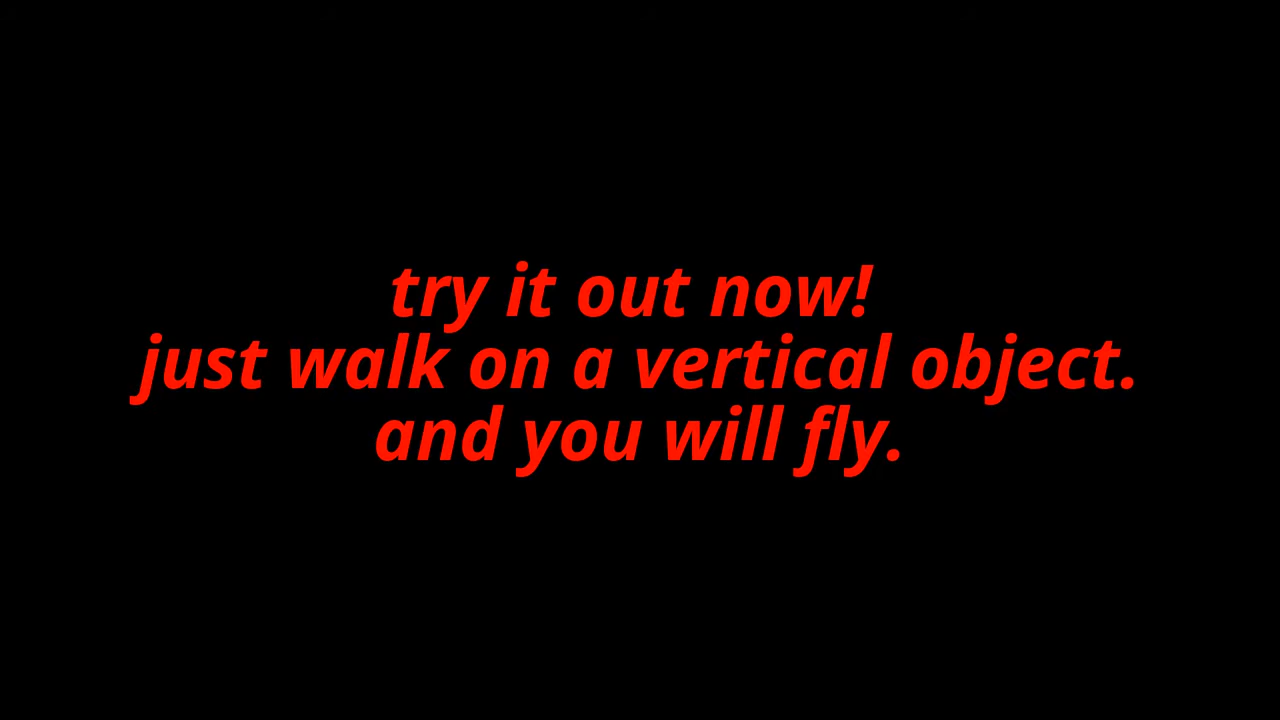 try it out now!
just walk on a vertical object.
and you will fly.